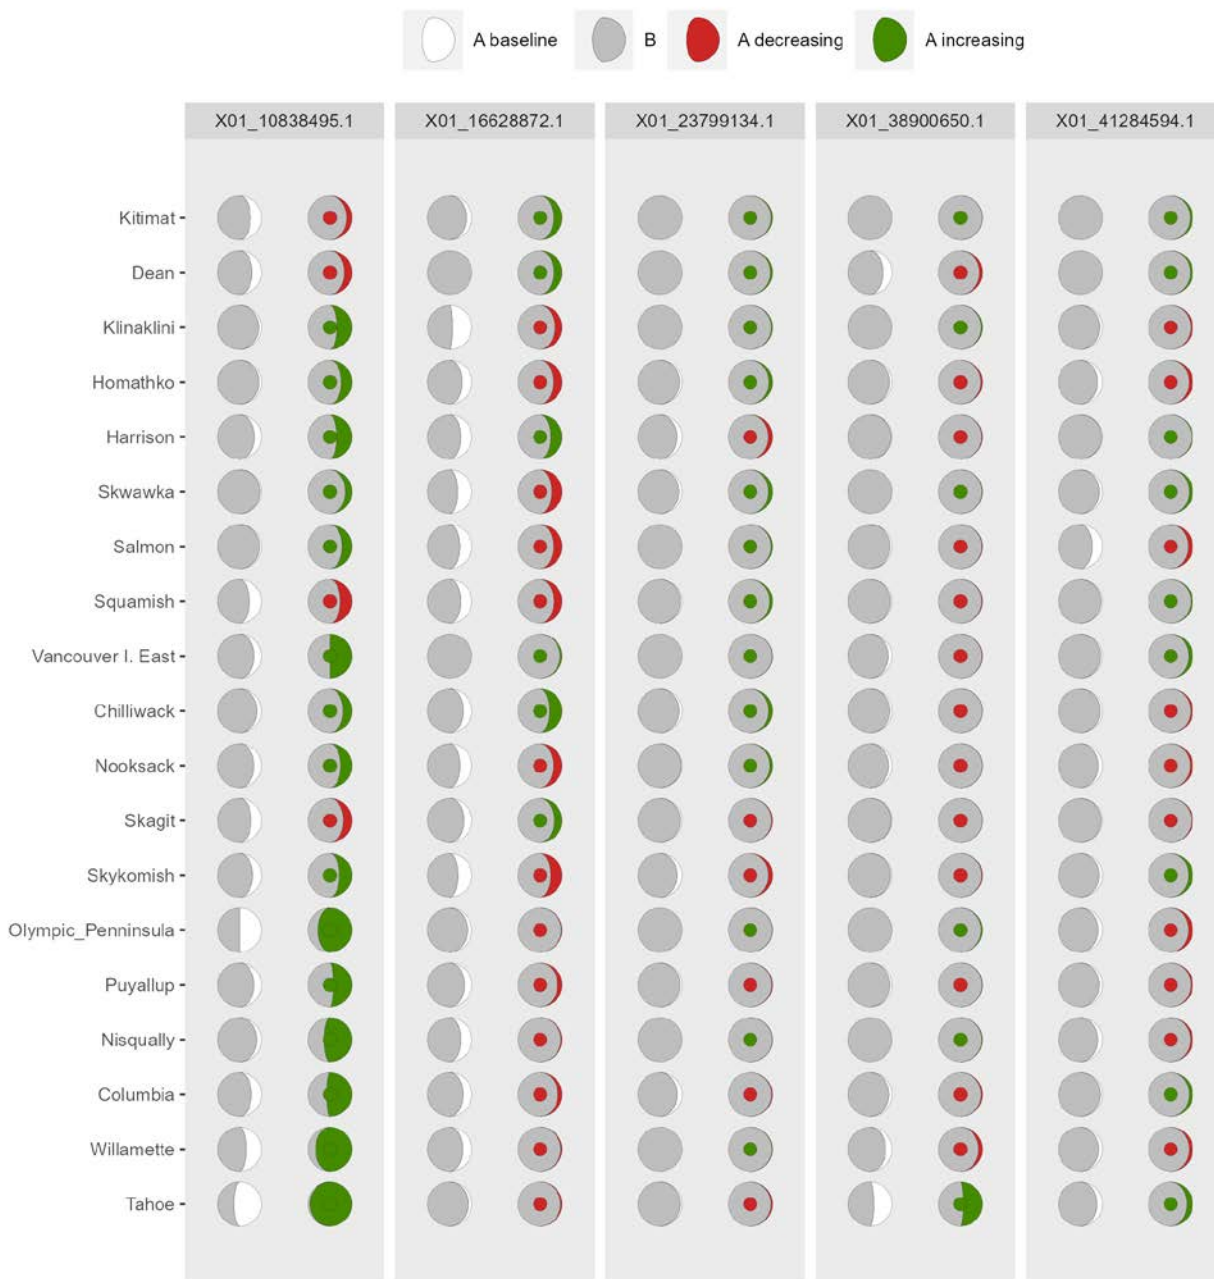 A baseline B A decreasing A increasing
X01_10838495.1 X01_16628872.1 X01_23799134.1 X01_38900650.1 X01_41284594.1
Kitimat
Dean
Klinaklini
Homathko
Harrison
Skwawka
Salmon
Squamish
Vancouver I. East
Chilliwack
Nooksack
Skagit
Skykomish
Olympic_Penninsula
Puyallup
Nisqually
Columbia
Willamette
Tahoe